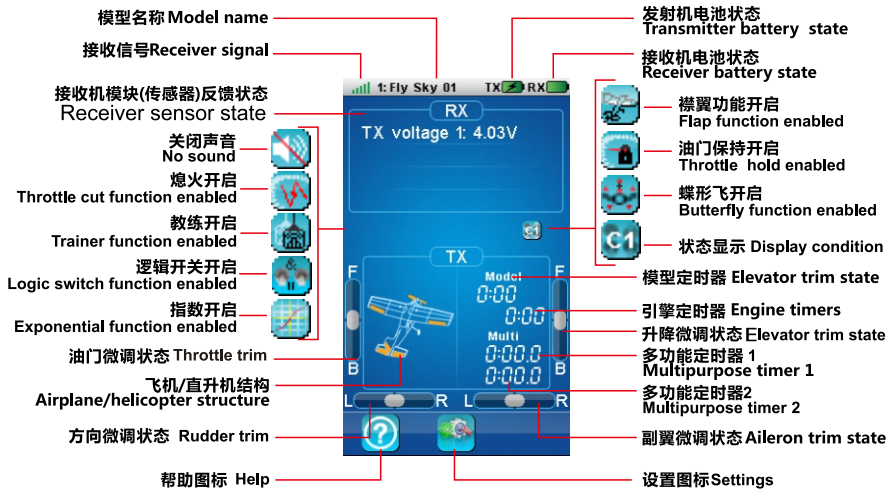 模型名称 Model name
接收信号Receiver signal
接收机模块(传感器)反馈状态
Receiver sensor state
关闭声音
No sound
熄火开启
Throttle cut function enabled
教练开启
Trainer function enabled
逻辑开关开启
Logic switch function enabled
指数开启
Exponential function enabled
油门微调状态 Throttle trim
飞机/直升机结构
Airplane/helicopter structure
方向微调状态 Rudder trim
帮助图标 Help
1: Fly Sky 01 TX RX
RX
TX voltage 1: 4.03V
C1
TX
F
F
Model
0:00
0:00
Multi
0:00.0
0:00.0
B
B
L R L R
?
发射机电池状态
Transmitter battery state
接收机电池状态
Receiver battery state
襟翼功能开启
Flap function enabled
油门保持开启
Throttle hold enabled
蝶形飞开启
Butterfly function enabled
&
C1
状态显示 Display condition
模型定时器 Elevator trim state
引擎定时器 Engine timers
升降微调状态 Elevator trim state
多功能定时器 1
Multipurpose timer 1
多功能定时器2
Multipurpose timer 2
副翼微调状态 Aileron trim state
设置图标Settings